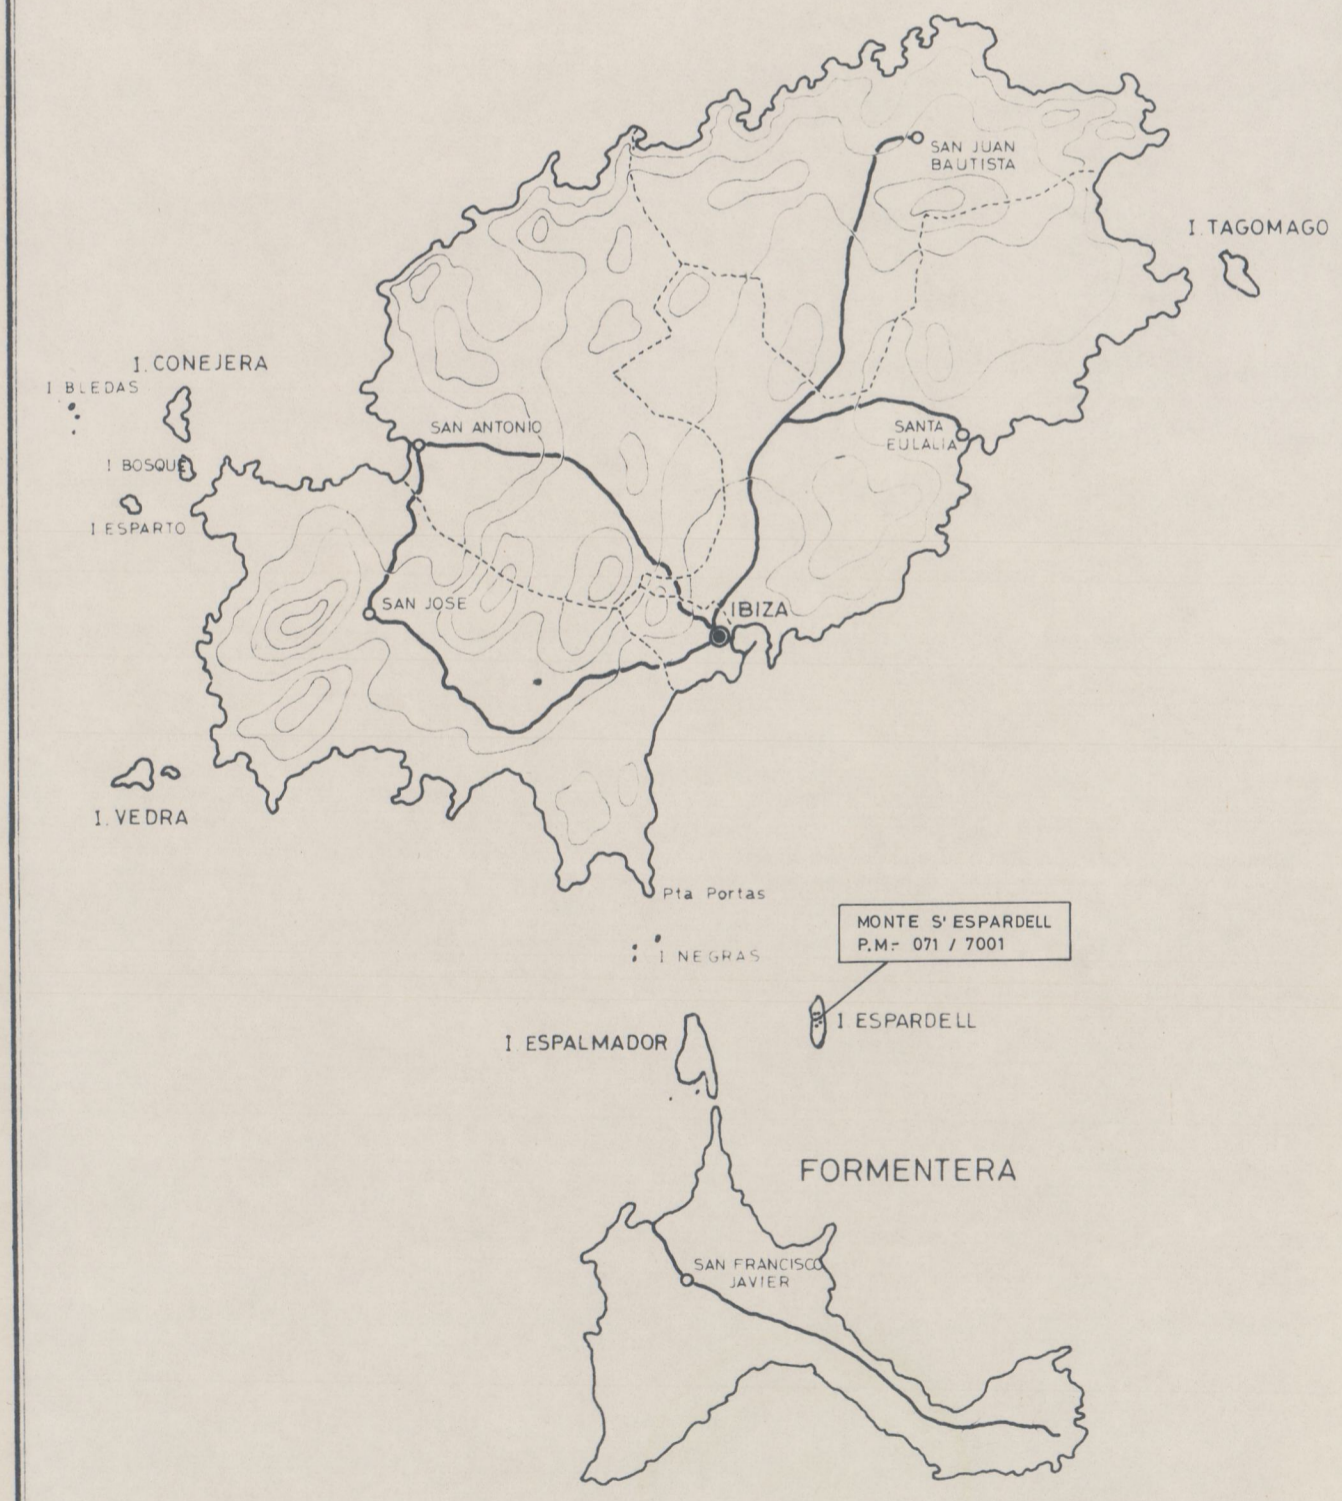 SAN JUAN
BAUTISTA
I. TAGOMAGO
I. CONEJERA
I BLEDAS
SAN ANTONIO
SANTA
EULALIA
I BOSQUE
I ESPARTO
SAN JOSE
IBIZA
I. VEDRA
Pta Portas
MONTE S' ESPARDELL
P.M.- 071 / 7001
I NEGRAS
I ESPARDELL
I. ESPALMADOR
FORMENTERA
SAN FRANCISCO
JAVIER